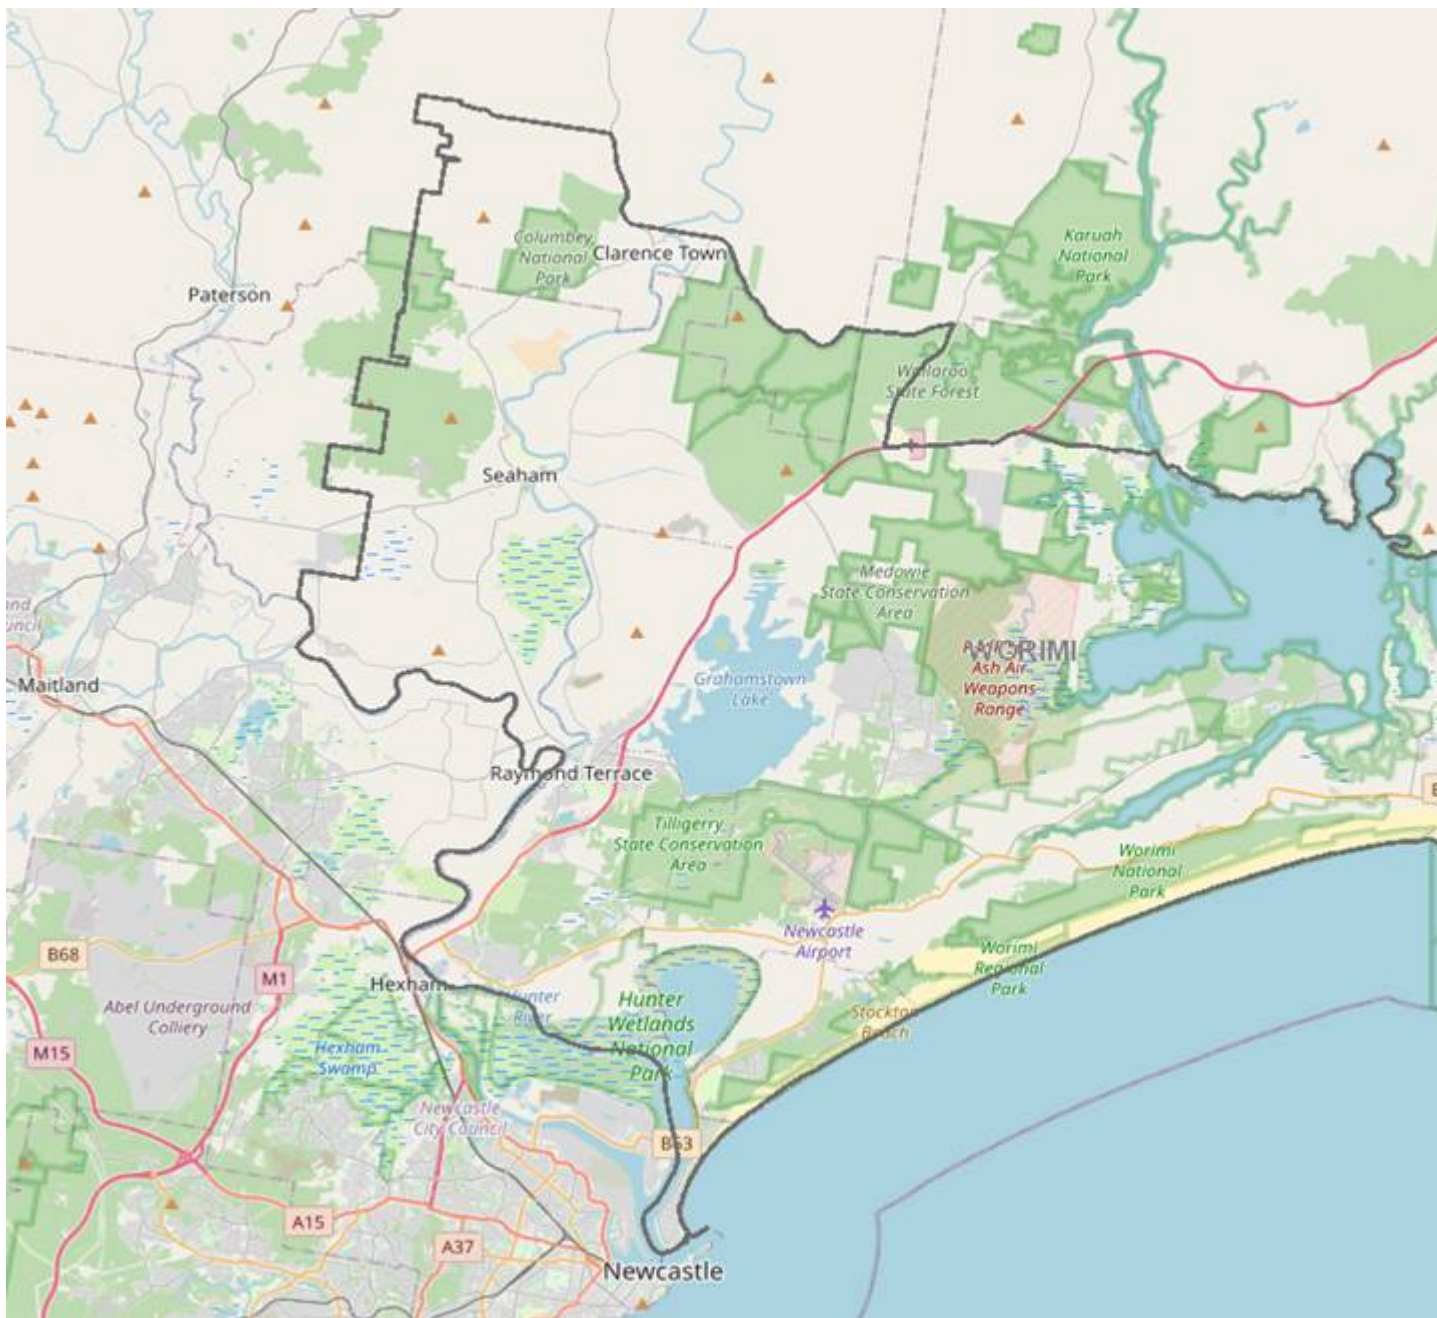 Columbey
National
Park
Clarence Town
Karuah
National
Park
Paterson
Wallaroo
State Forest
Seaham
Medowie
State Conservation
Area
WORIMI
Ash Air
Weapons
Range
Maitland
Grahamstown
Lake
Raymond Terrace
Tilligerry
State Conservation
Area
Worimi
National
Park
Newcastle
Airport
B68
M1
Hexham
Abel Underground
Colliery
Hunter
River
Hunter
Wetlands
National
Park
Worimi
Regional
Park
Stockton
Beach
M15
Hexham
Swamp
Newcastle
City Council
B63
A15
A37
Newcastle